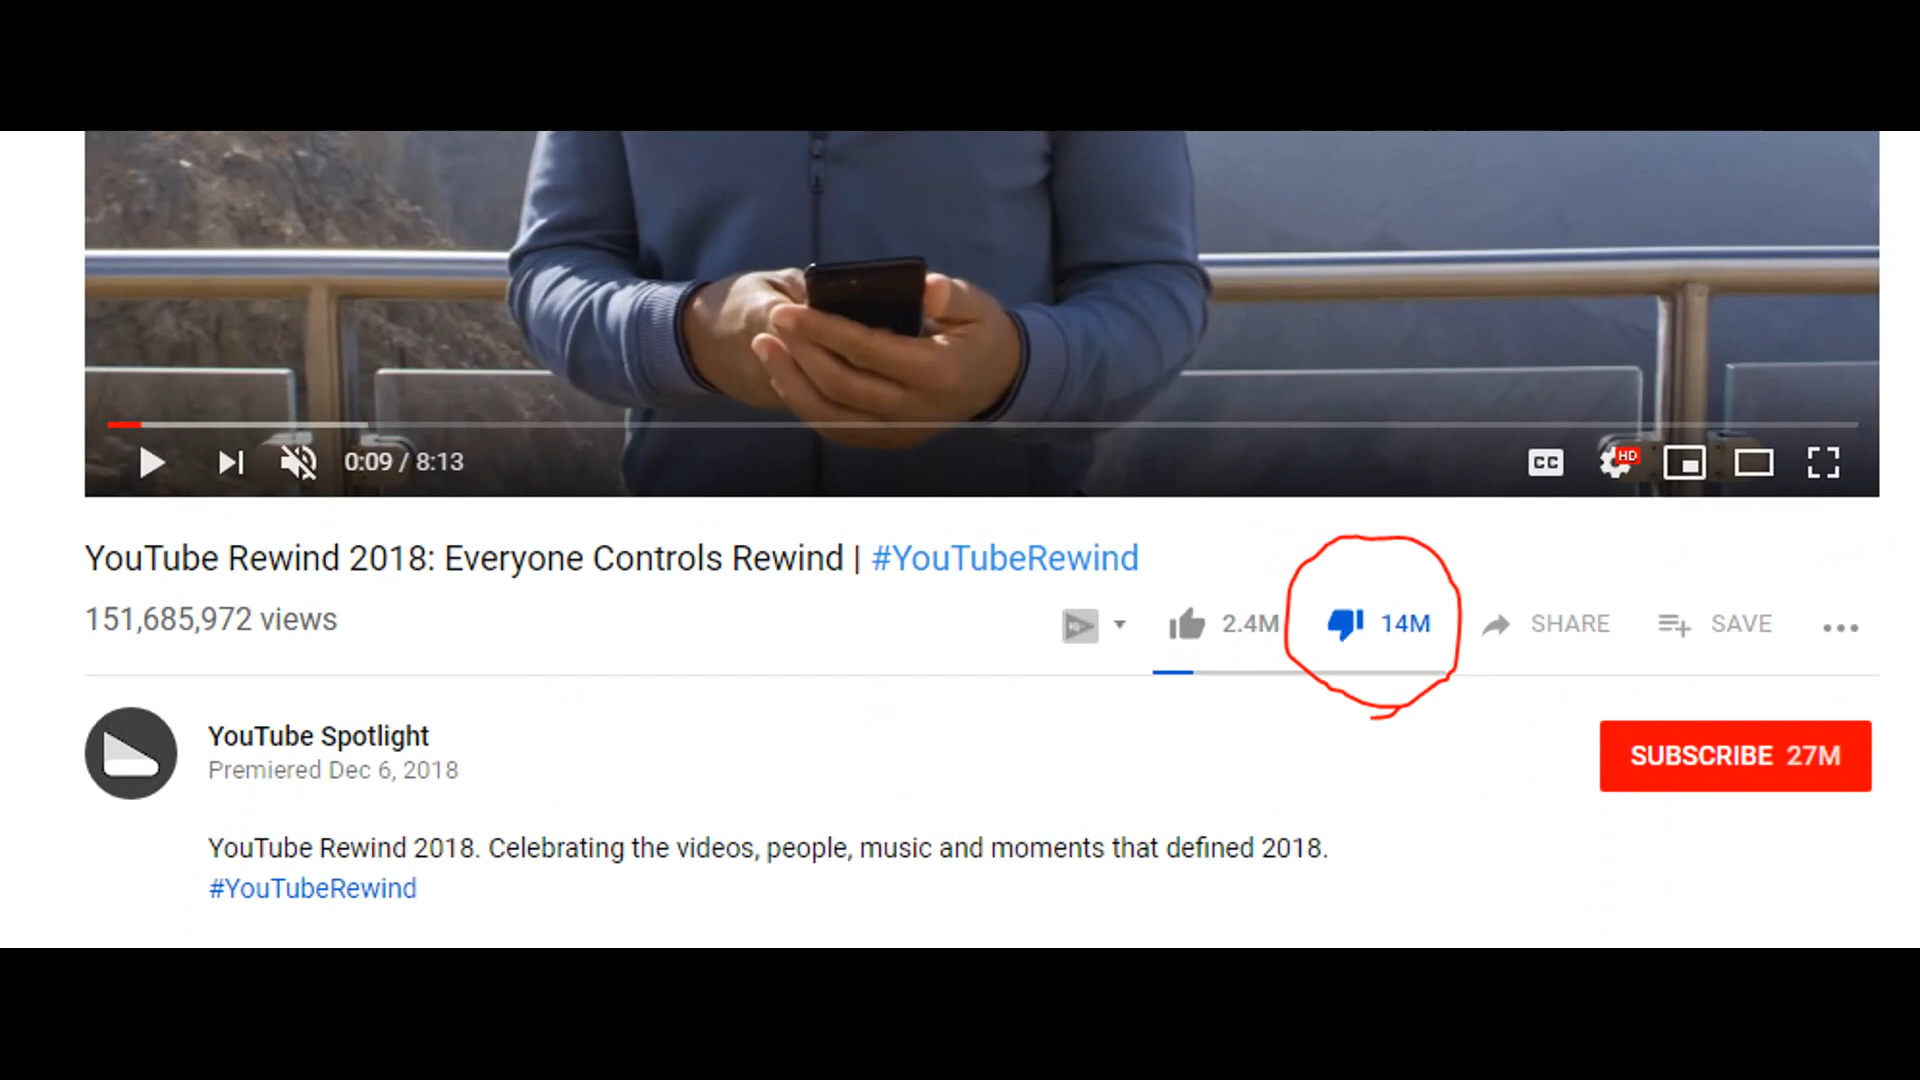 0:09 / 8:13
CC
HD
YouTube Rewind 2018: Everyone Controls Rewind | #YouTubeRewind
151,685,972 views
2.4M
14M
SHARE
SAVE
YouTube Spotlight
Premiered Dec 6, 2018
SUBSCRIBE 27M
YouTube Rewind 2018. Celebrating the videos, people, music and moments that defined 2018.
#YouTubeRewind